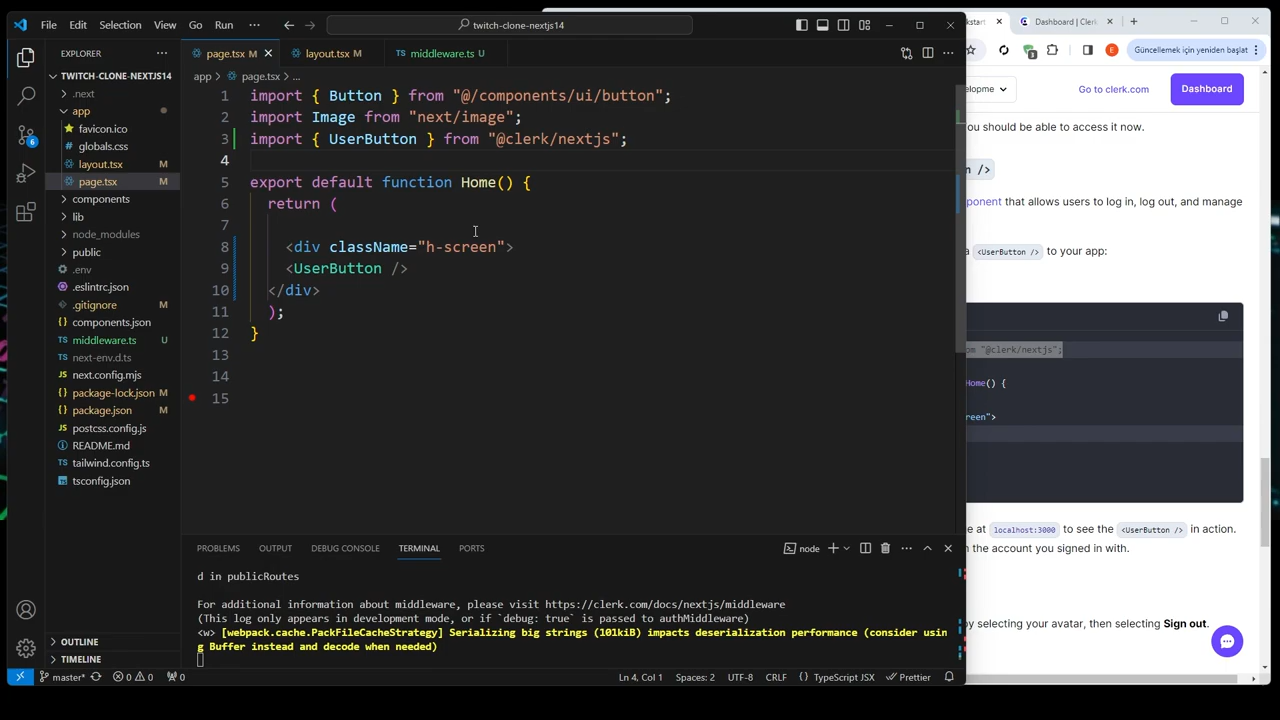 File Edit Selection View Go Run ··· twitch-clone-nextjs14
EXPLORER
TWITCH-CLONE-NEXTJS14
.next
app
favicon.ico
globals.css
layout.tsx M
page.tsx M
components
lib
node_modules
public
.env
.eslintrc.json
.gitignore M
components.json
middleware.ts U
next-env.d.ts
next.config.mjs
package-lock.json M
package.json M
postcss.config.js
README.md
tailwind.config.ts
tsconfig.json
OUTLINE
TIMELINE
page.tsx M layout.tsx M middleware.ts U
app > page.tsx > ...
1 import { Button } from "@/components/ui/button";
2 import Image from "next/image";
3 import { UserButton } from "@clerk/nextjs";
4
5 export default function Home() {
6 return (
7
8 <div className="h-screen">
9 <UserButton />
10 </div>
11 );
12 }
13
14
15
PROBLEMS OUTPUT DEBUG CONSOLE TERMINAL PORTS node
d in publicRoutes
For additional information about middleware, please visit https://clerk.com/docs/nextjs/middleware
(This log only appears in development mode, or if `debug: true` is passed to authMiddleware)
<w> [webpack.cache.PackFileCacheStrategy] Serializing big strings (101kiB) impacts deserialization performance (consider usin
g Buffer instead and decode when needed)
master* 0 0 0 Ln 4, Col 1 Spaces: 2 UTF-8 CRLF {} TypeScript JSX Prettier
kstart Dashboard | Clerk
3 E Güncellemek için yeniden başlat
elopme Go to clerk.com Dashboard
ou should be able to access it now.
n />
ponent that allows users to log in, log out, and manage
a <UserButton /> to your app:
om "@clerk/nextjs";
Home() {
reen">
e at localhost:3000 to see the <UserButton /> in action.
n the account you signed in with.
by selecting your avatar, then selecting Sign out.